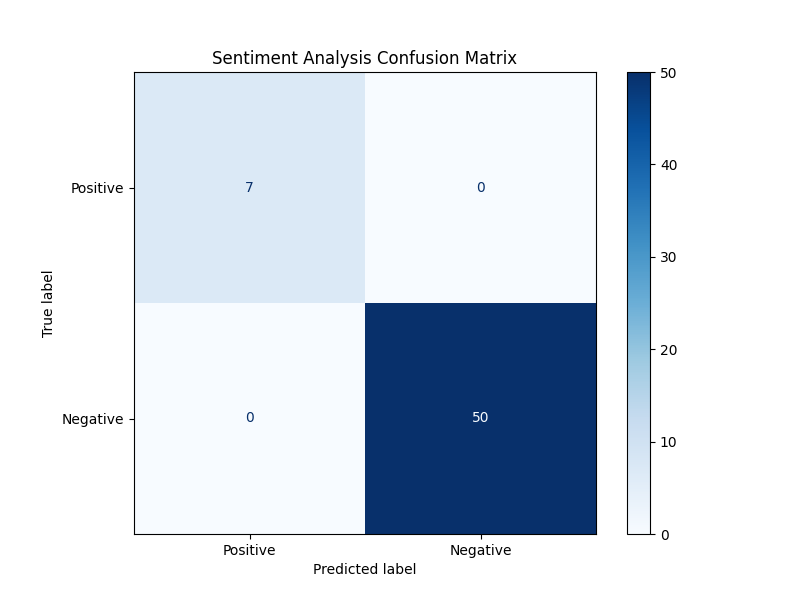 Sentiment Analysis Confusion Matrix
Positive
7
0
Negative
0
50
True label
Positive
Negative
Predicted label
50
40
30
20
10
0